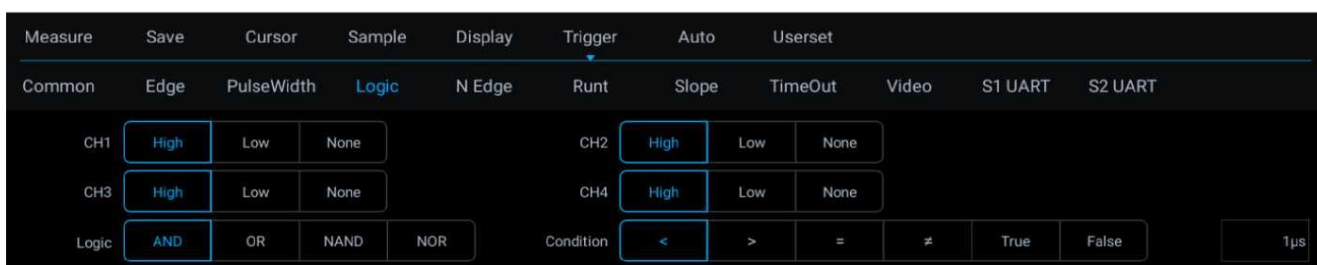 Measure Save Cursor Sample Display Trigger Auto Userset
Common Edge PulseWidth Logic N Edge Runt Slope TimeOut Video S1 UART S2 UART
CH1 High Low None CH2 High Low None
CH3 High Low None CH4 High Low None
Logic AND OR NAND NOR Condition < > = ≠ True False 1µs